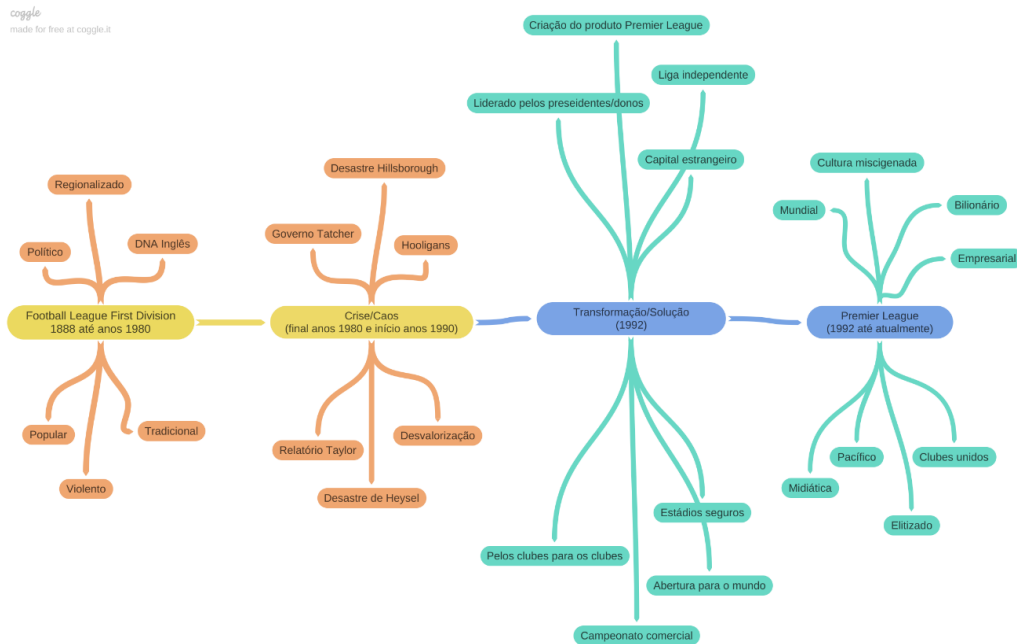 coggle
made for free at coggle.it
Regionalizado
Político
DNA Inglês
Football League First Division
1888 até anos 1980
Popular
Tradicional
Violento
Desastre Hillsborough
Governo Tatcher
Hooligans
Crise/Caos
(final anos 1980 e início anos 1990)
Relatório Taylor
Desvalorização
Desastre de Heysel
Criação do produto Premier League
Liga independente
Liderado pelos preseidentes/donos
Capital estrangeiro
Transformação/Solução
(1992)
Estádios seguros
Pelos clubes para os clubes
Abertura para o mundo
Campeonato comercial
Cultura miscigenada
Mundial
Bilionário
Empresarial
Premier League
(1992 até atualmente)
Pacífico
Clubes unidos
Midiática
Elitizado